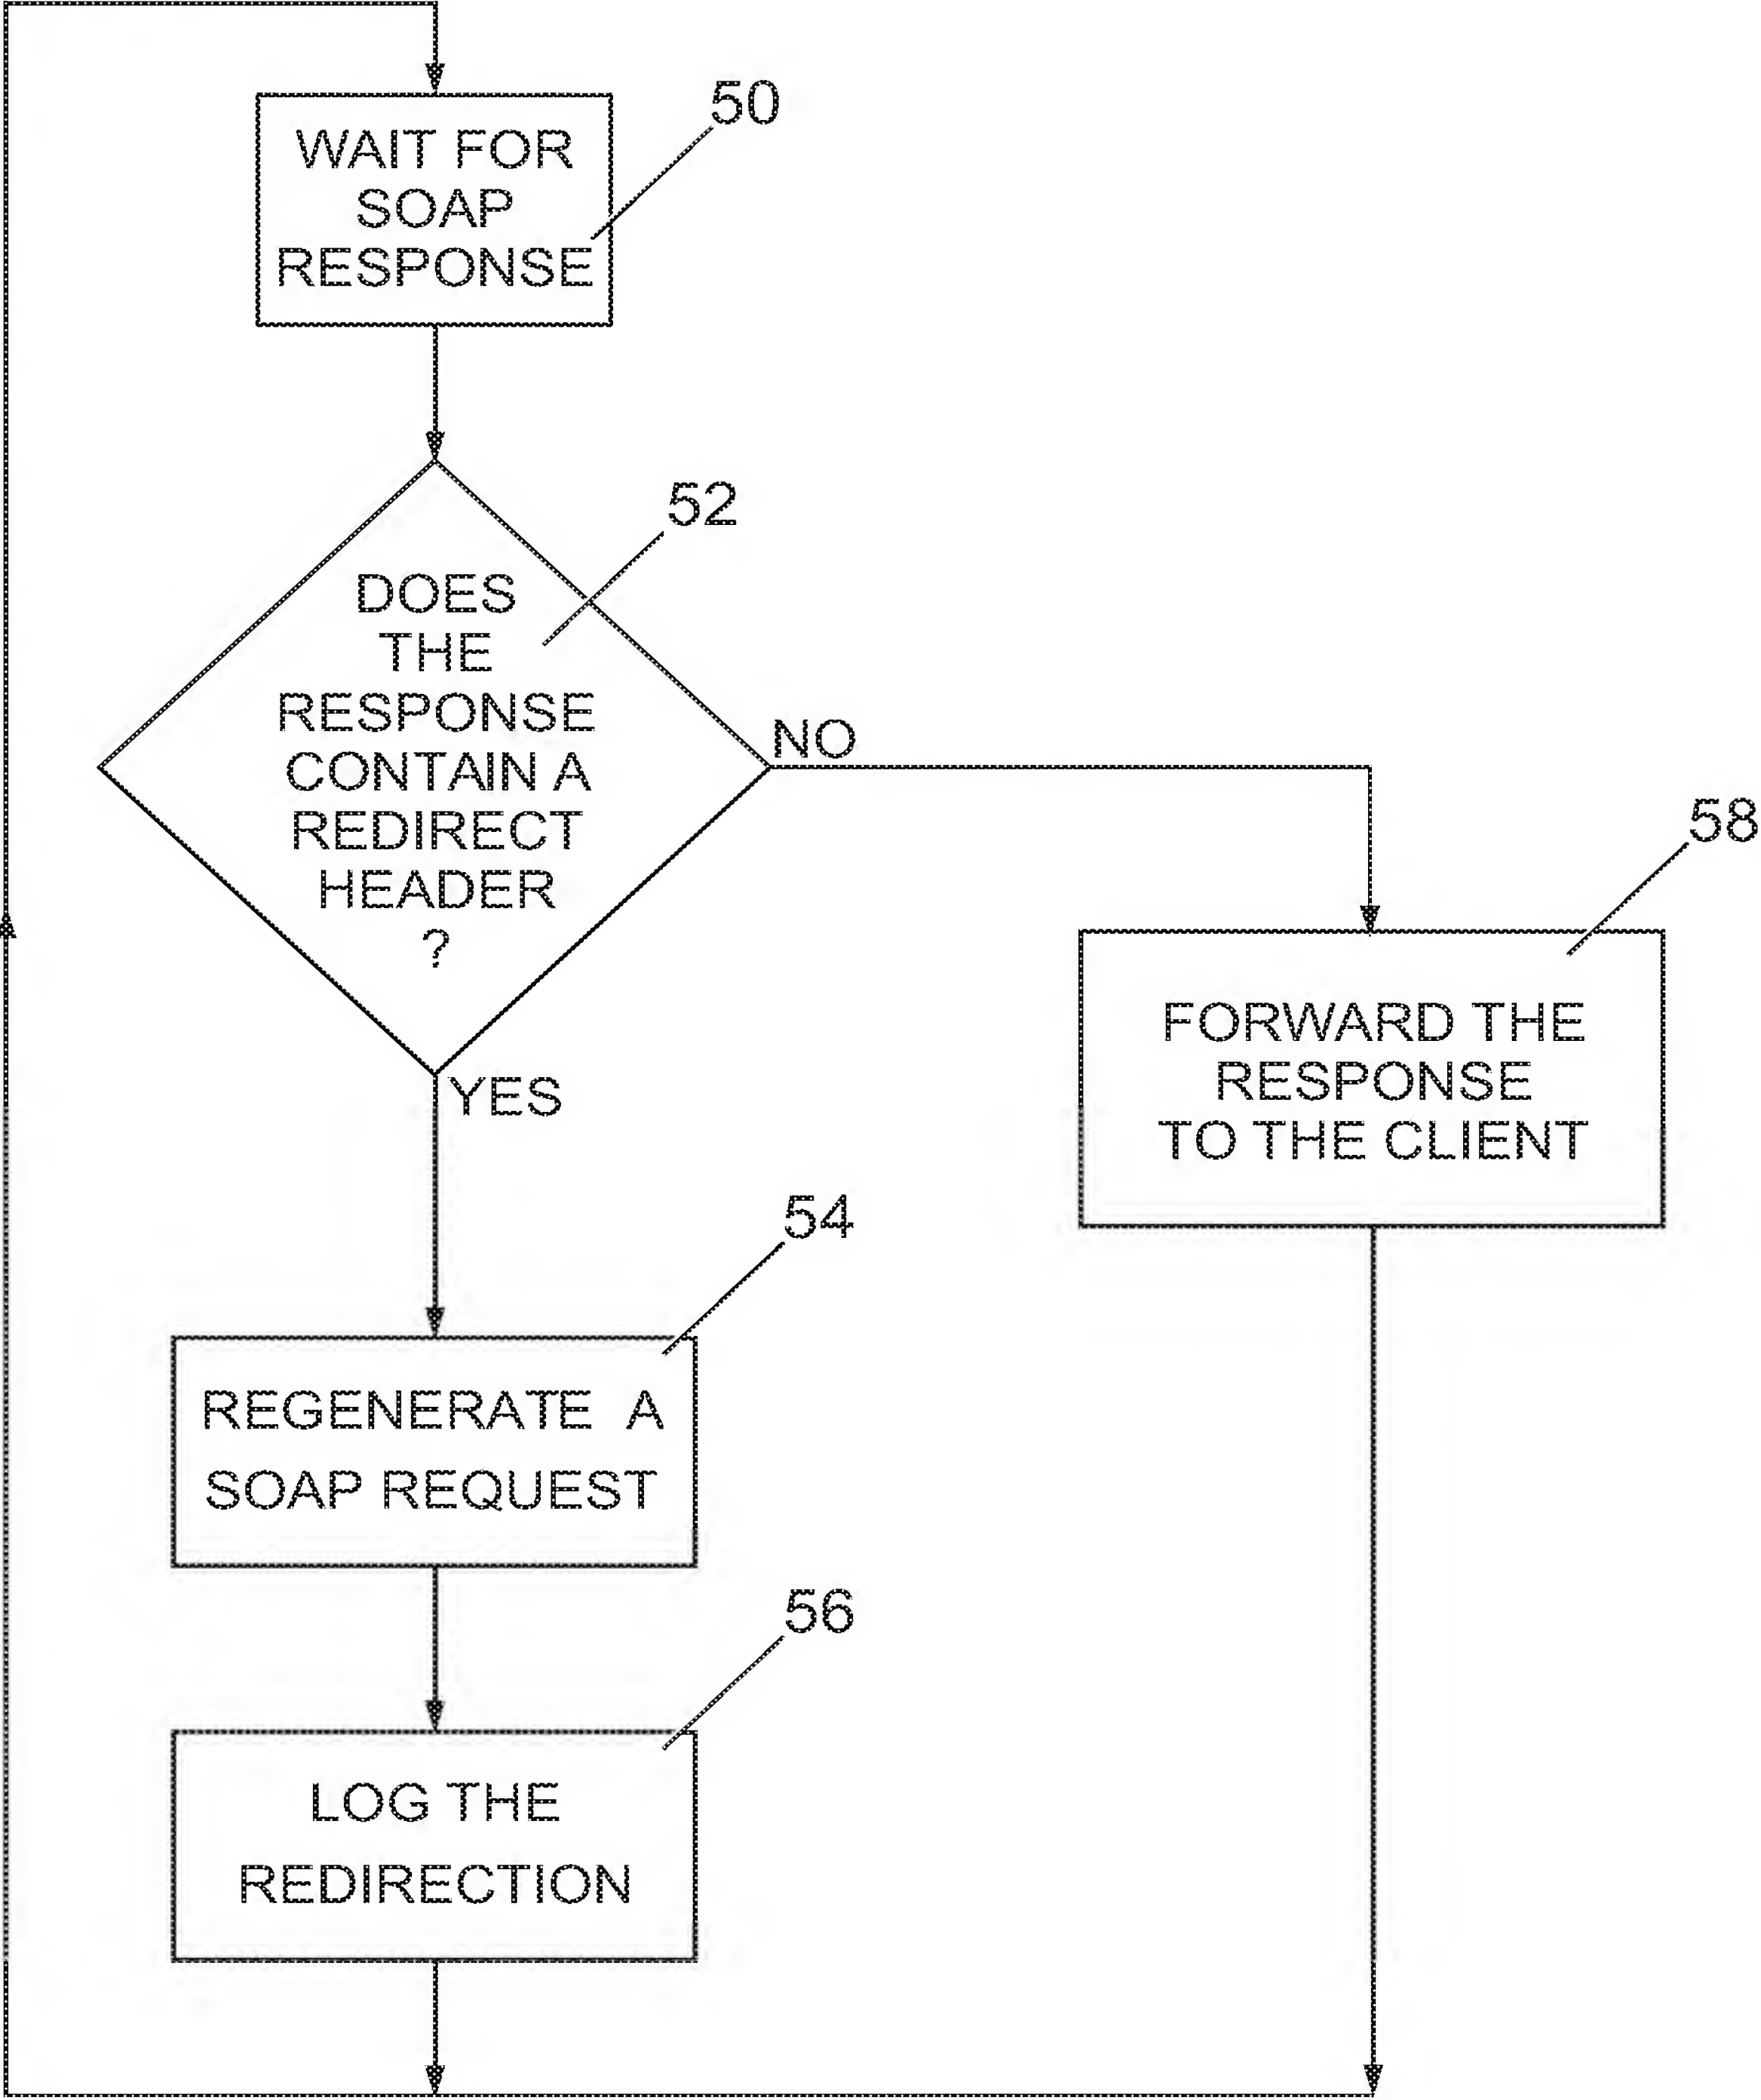 50
WAIT FOR
SOAP
RESPONSE
52
DOES
THE
RESPONSE
CONTAIN A
REDIRECT
HEADER
?
NO
YES
58
FORWARD THE
RESPONSE
TO THE CLIENT
54
REGENERATE A
SOAP REQUEST
56
LOG THE
REDIRECTION